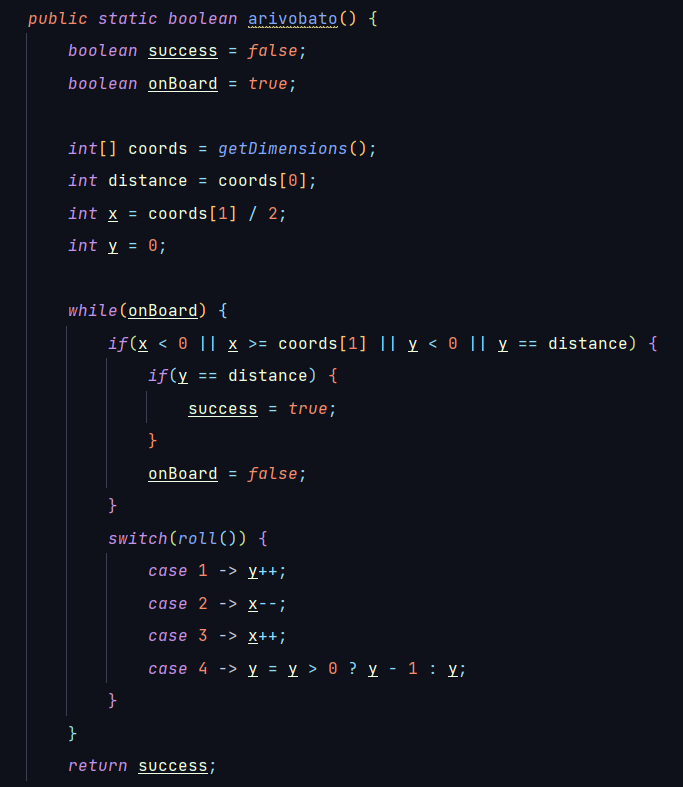 public static boolean arivobato() {
    boolean success = false;
    boolean onBoard = true;

    int[] coords = getDimensions();
    int distance = coords[0];
    int x = coords[1] / 2;
    int y = 0;

    while(onBoard) {
        if(x < 0 || x >= coords[1] || y < 0 || y == distance) {
            if(y == distance) {
                success = true;
            }
            onBoard = false;
        }
        switch(roll()) {
            case 1 -> y++;
            case 2 -> x--;
            case 3 -> x++;
            case 4 -> y = y > 0 ? y - 1 : y;
        }
    }
    return success;